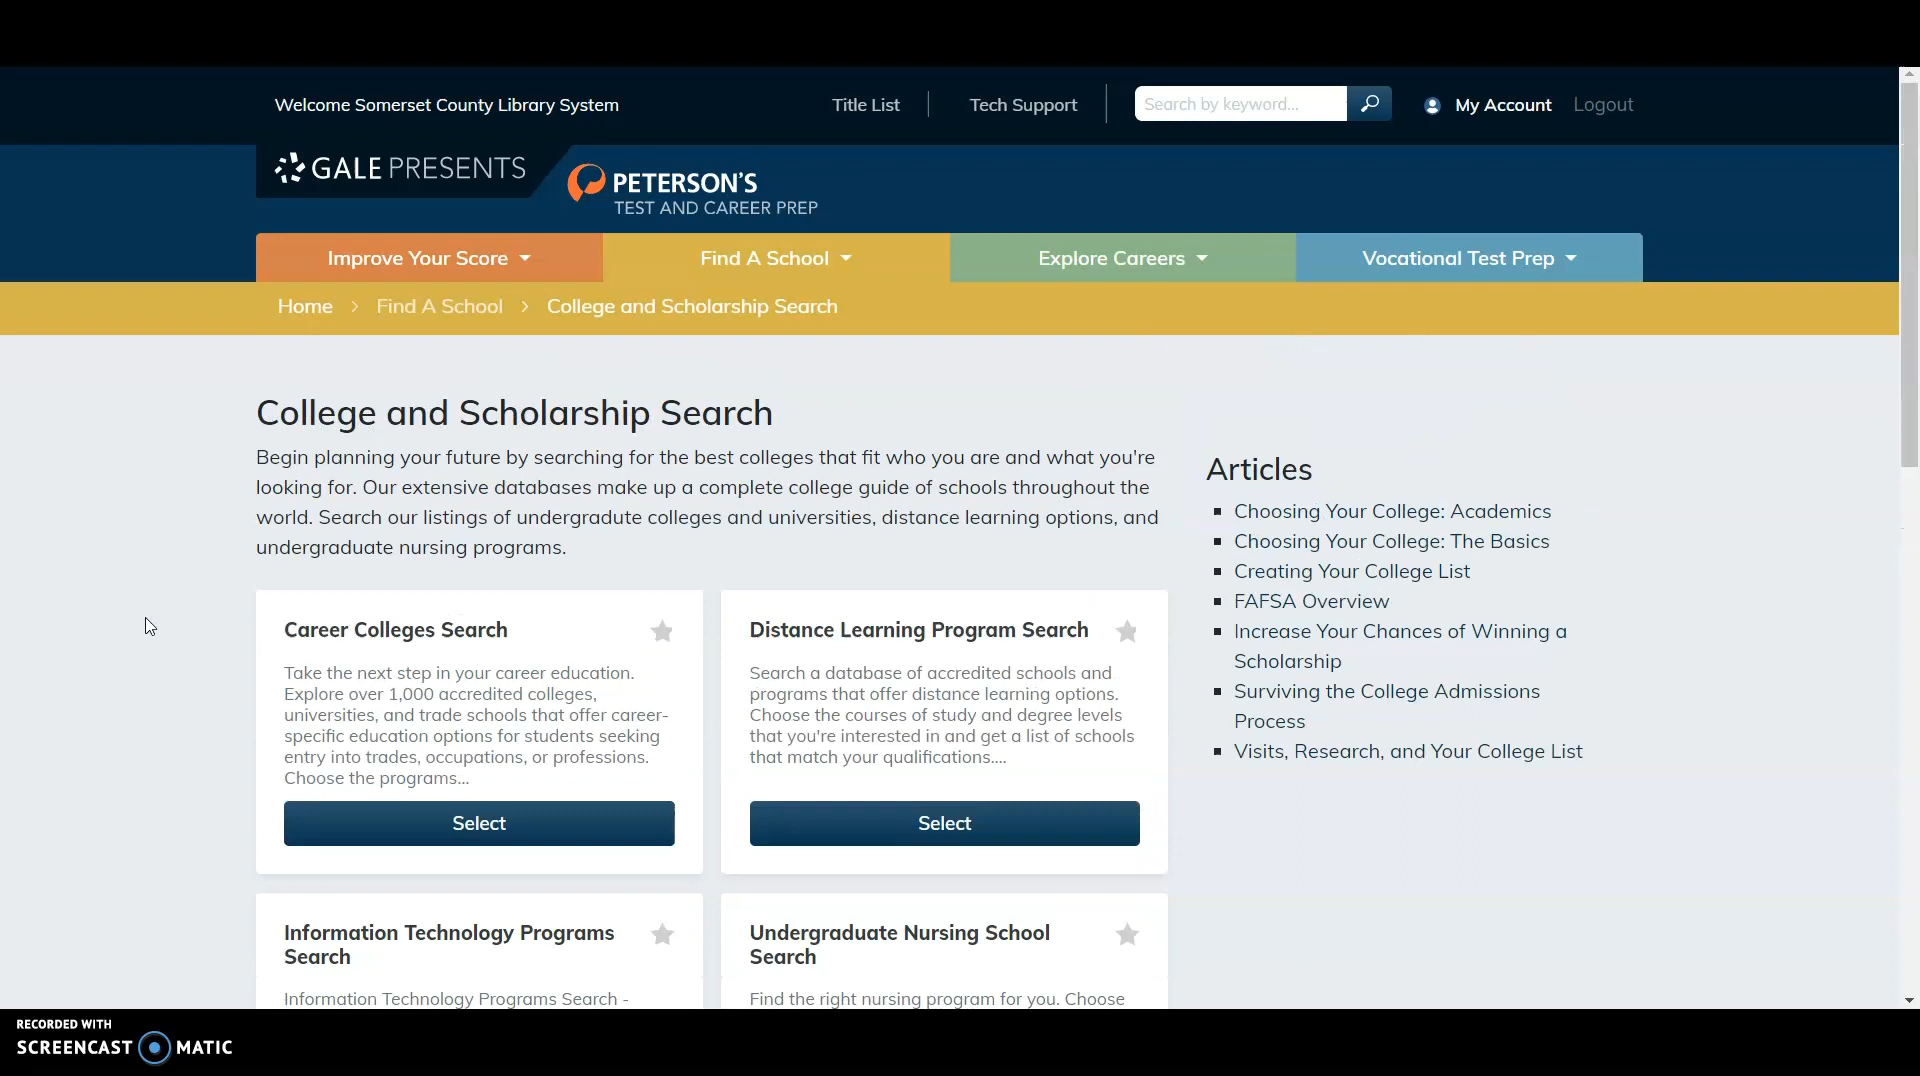 Welcome Somerset County Library System
Title List
Tech Support
Search by keyword...
My Account
Logout
GALE PRESENTS
PETERSON'S
TEST AND CAREER PREP
Improve Your Score
Find A School
Explore Careers
Vocational Test Prep
Home > Find A School > College and Scholarship Search
College and Scholarship Search
Begin planning your future by searching for the best colleges that fit who you are and what you're
looking for. Our extensive databases make up a complete college guide of schools throughout the
world. Search our listings of undergradute colleges and universities, distance learning options, and
undergraduate nursing programs.
Career Colleges Search
Take the next step in your career education.
Explore over 1,000 accredited colleges,
universities, and trade schools that offer career-
specific education options for students seeking
entry into trades, occupations, or professions.
Choose the programs...
Select
Distance Learning Program Search
Search a database of accredited schools and
programs that offer distance learning options.
Choose the courses of study and degree levels
that you're interested in and get a list of schools
that match your qualifications....
Select
Information Technology Programs
Search
Information Technology Programs Search -
Undergraduate Nursing School
Search
Find the right nursing program for you. Choose
Articles
Choosing Your College: Academics
Choosing Your College: The Basics
Creating Your College List
FAFSA Overview
Increase Your Chances of Winning a
Scholarship
Surviving the College Admissions
Process
Visits, Research, and Your College List
RECORDED WITH
SCREENCAST MATIC